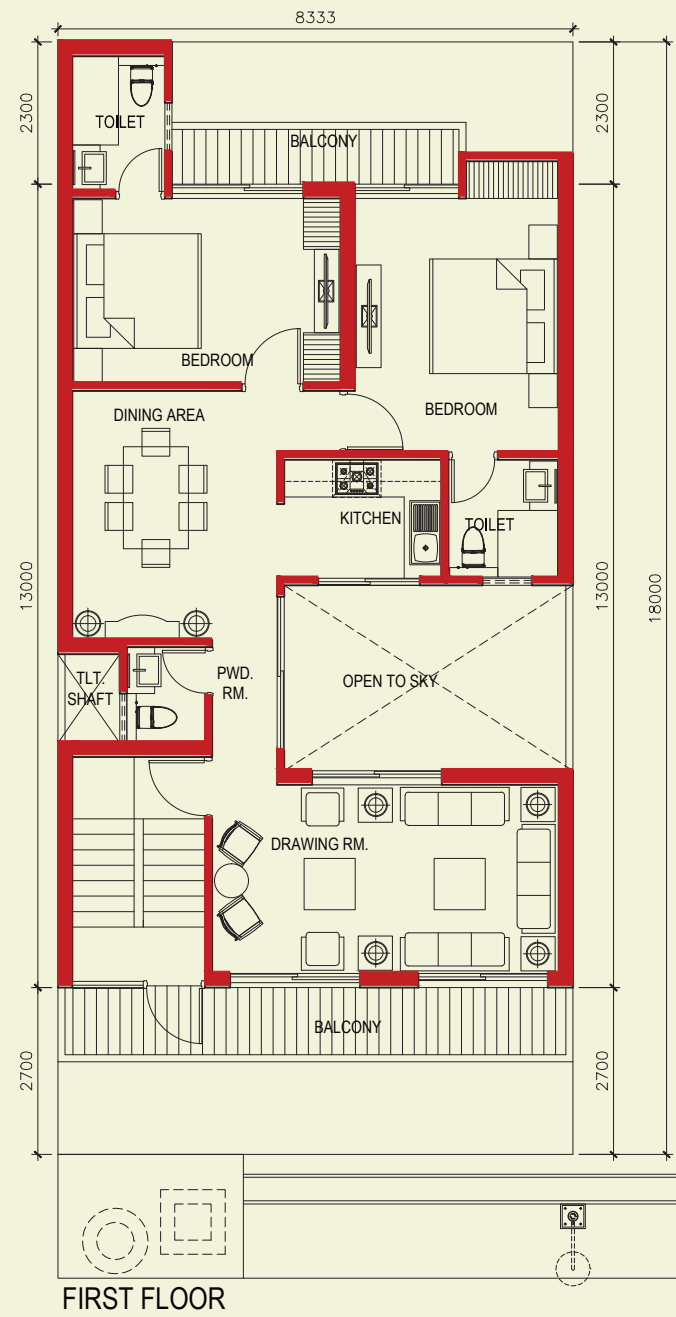 8333
2300
2300
TOILET
BALCONY
BEDROOM
BEDROOM
DINING AREA
KITCHEN
TOILET
13000
13000
18000
TLT.
SHAFT
PWD.
RM.
OPEN TO SKY
DRAWING RM.
BALCONY
2700
2700
FIRST FLOOR